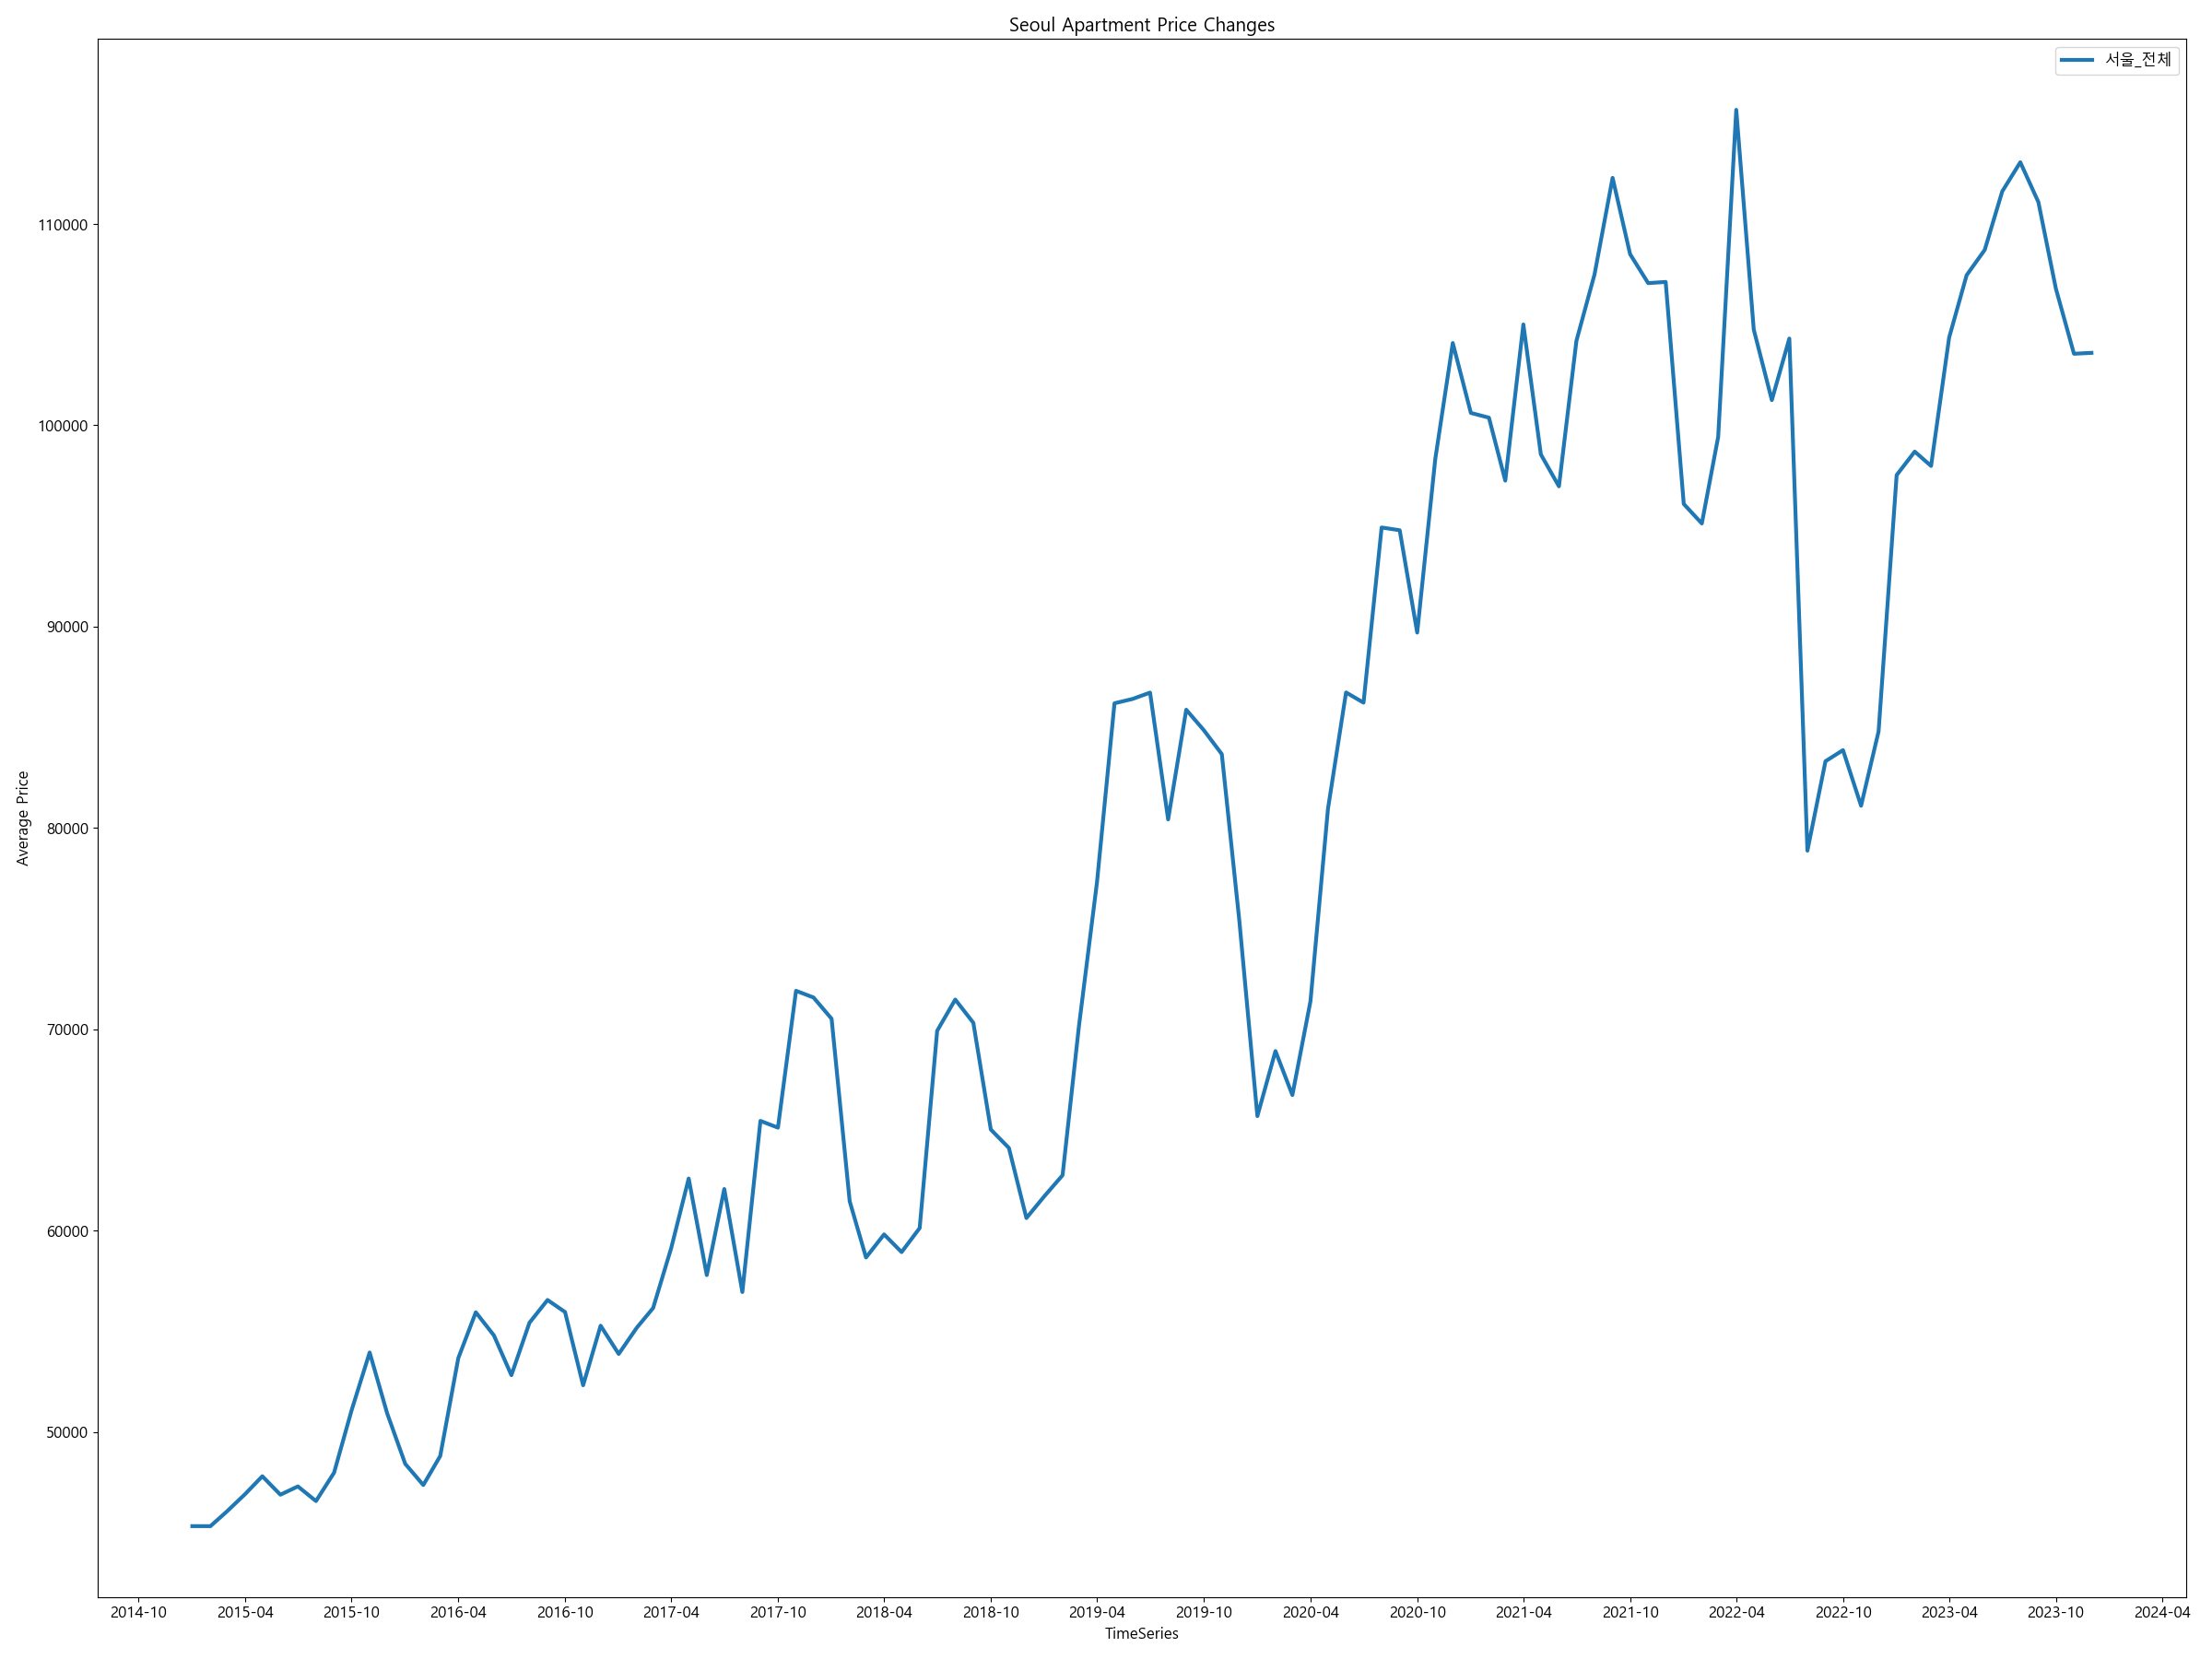 Seoul Apartment Price Changes
서울_전체
Average Price
110000
100000
90000
80000
70000
60000
50000
2014-10 2015-04 2015-10 2016-04 2016-10 2017-04 2017-10 2018-04 2018-10 2019-04 2019-10 2020-04 2020-10 2021-04 2021-10 2022-04 2022-10 2023-04 2023-10 2024-04
TimeSeries